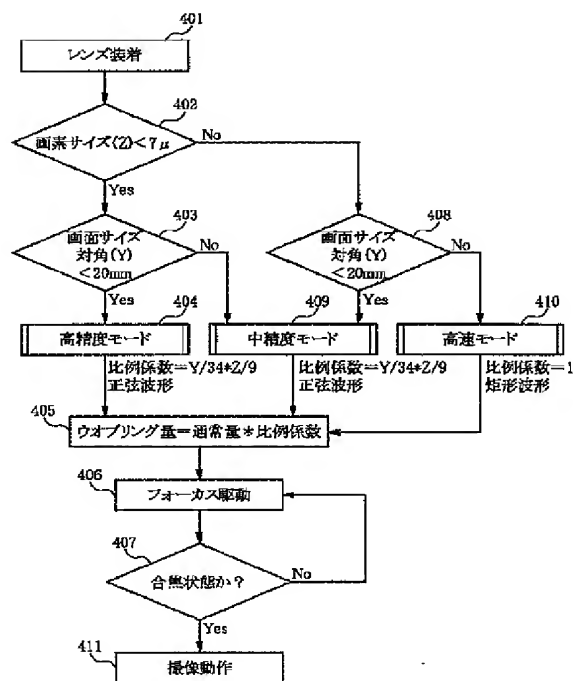 401
レンズ装着
402
画素サイズ(Z)<7μ
No
Yes
403
画面サイズ
対角(Y)
<20mm
No
Yes
408
画面サイズ
対角(Y)
<20mm
No
Yes
404
高精度モード
比例係数=Y/34*Z/9
正弦波形
409
中精度モード
比例係数=Y/34*Z/9
正弦波形
410
高速モード
比例係数=1
矩形波形
405
ウオブリング量=通常量*比例係数
406
フォーカス駆動
407
合焦状態か?
No
Yes
411
撮像動作